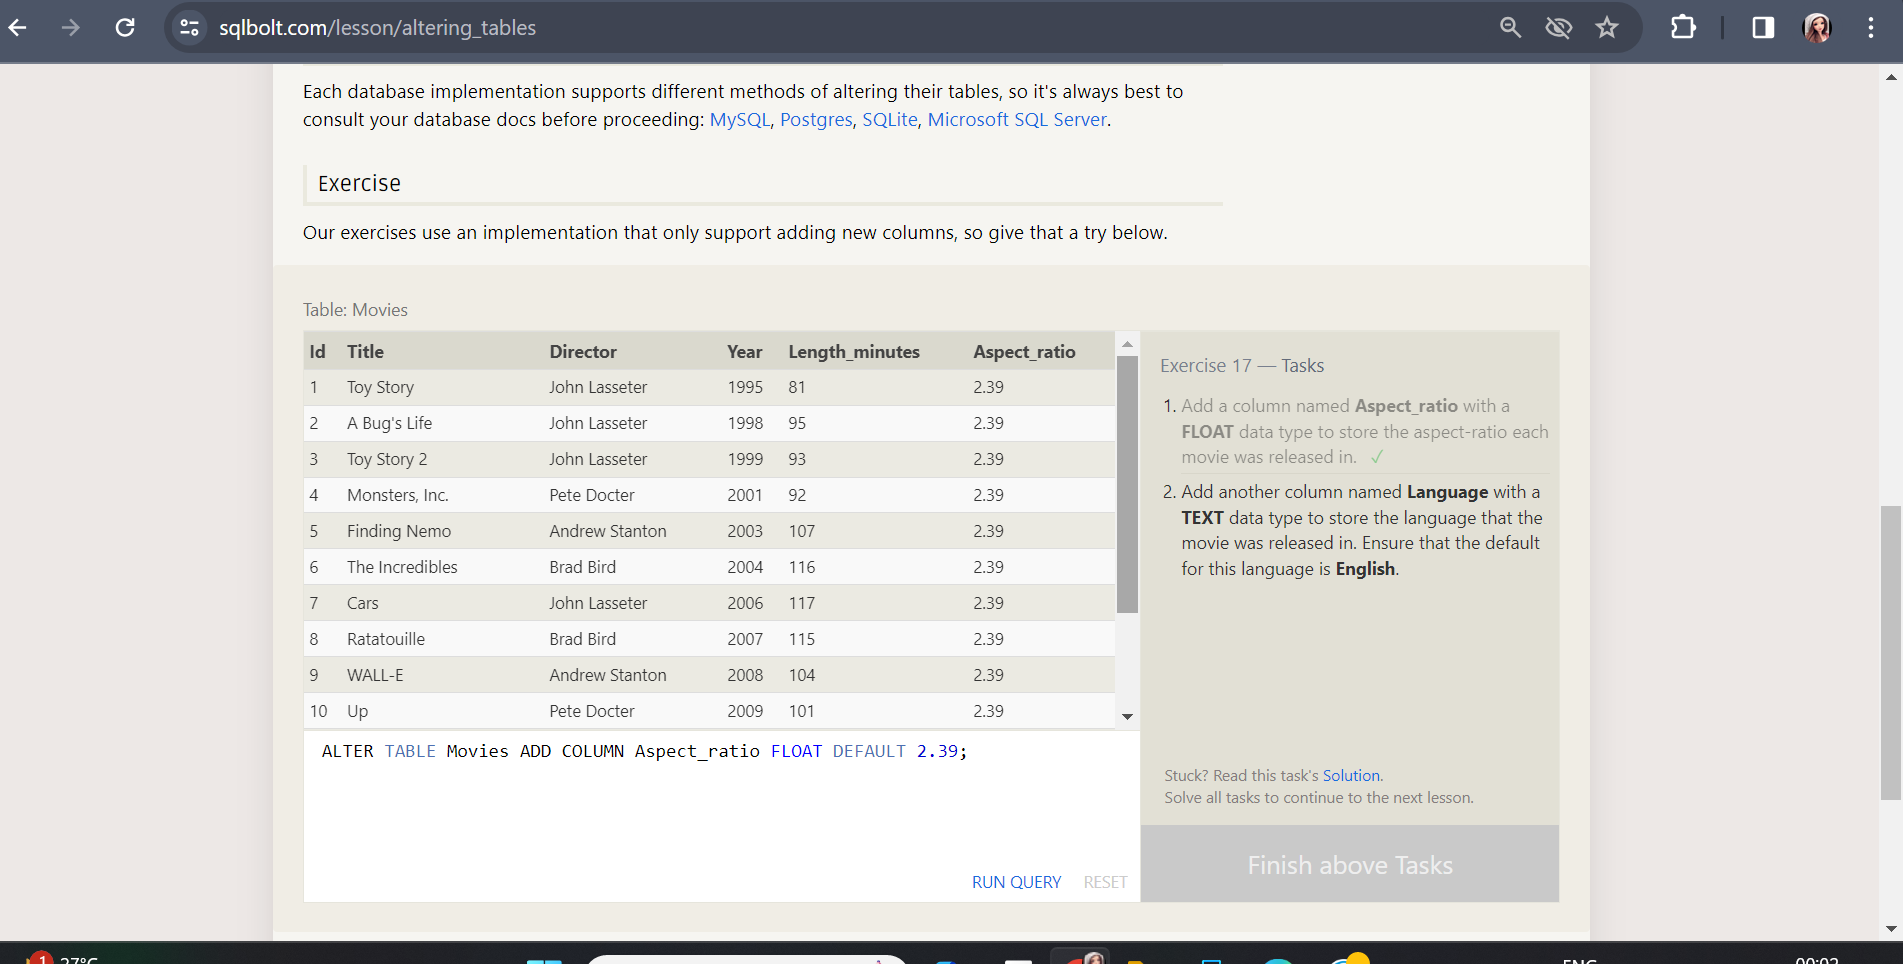 sqlbolt.com/lesson/altering_tables
Each database implementation supports different methods of altering their tables, so it's always best to
consult your database docs before proceeding: MySQL, Postgres, SQLite, Microsoft SQL Server.
Exercise
Our exercises use an implementation that only support adding new columns, so give that a try below.
Table: Movies
Id Title Director Year Length_minutes Aspect_ratio
1 Toy Story John Lasseter 1995 81 2.39
2 A Bug's Life John Lasseter 1998 95 2.39
3 Toy Story 2 John Lasseter 1999 93 2.39
4 Monsters, Inc. Pete Docter 2001 92 2.39
5 Finding Nemo Andrew Stanton 2003 107 2.39
6 The Incredibles Brad Bird 2004 116 2.39
7 Cars John Lasseter 2006 117 2.39
8 Ratatouille Brad Bird 2007 115 2.39
9 WALL-E Andrew Stanton 2008 104 2.39
10 Up Pete Docter 2009 101 2.39
ALTER TABLE Movies ADD COLUMN Aspect_ratio FLOAT DEFAULT 2.39;
RUN QUERY RESET
Exercise 17 — Tasks
1. Add a column named Aspect_ratio with a
FLOAT data type to store the aspect-ratio each
movie was released in. ✓
2. Add another column named Language with a
TEXT data type to store the language that the
movie was released in. Ensure that the default
for this language is English.
Stuck? Read this task's Solution.
Solve all tasks to continue to the next lesson.
Finish above Tasks
1 27°C
ENG
00:02